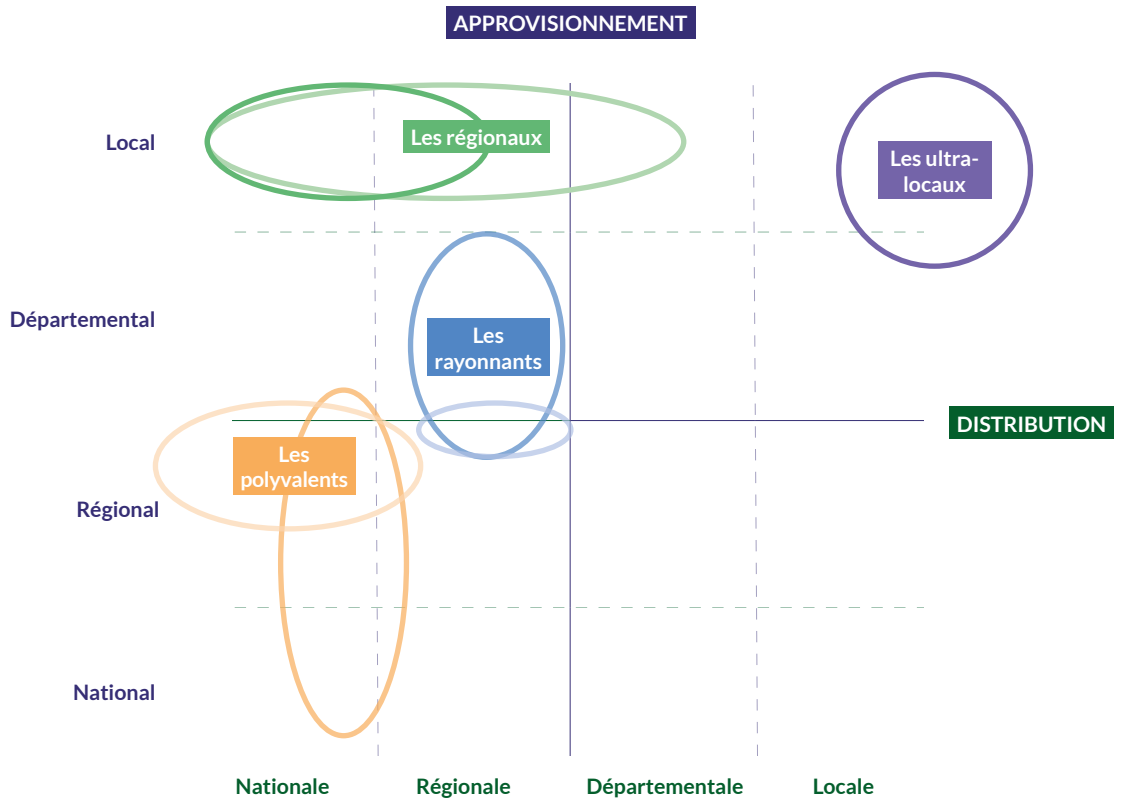 APPROVISIONNEMENT
Local
Les régionaux
Les ultra-
locaux
Départemental
Les
rayonnants
DISTRIBUTION
Les
polyvalents
Régional
National
Nationale
Régionale
Départementale
Locale